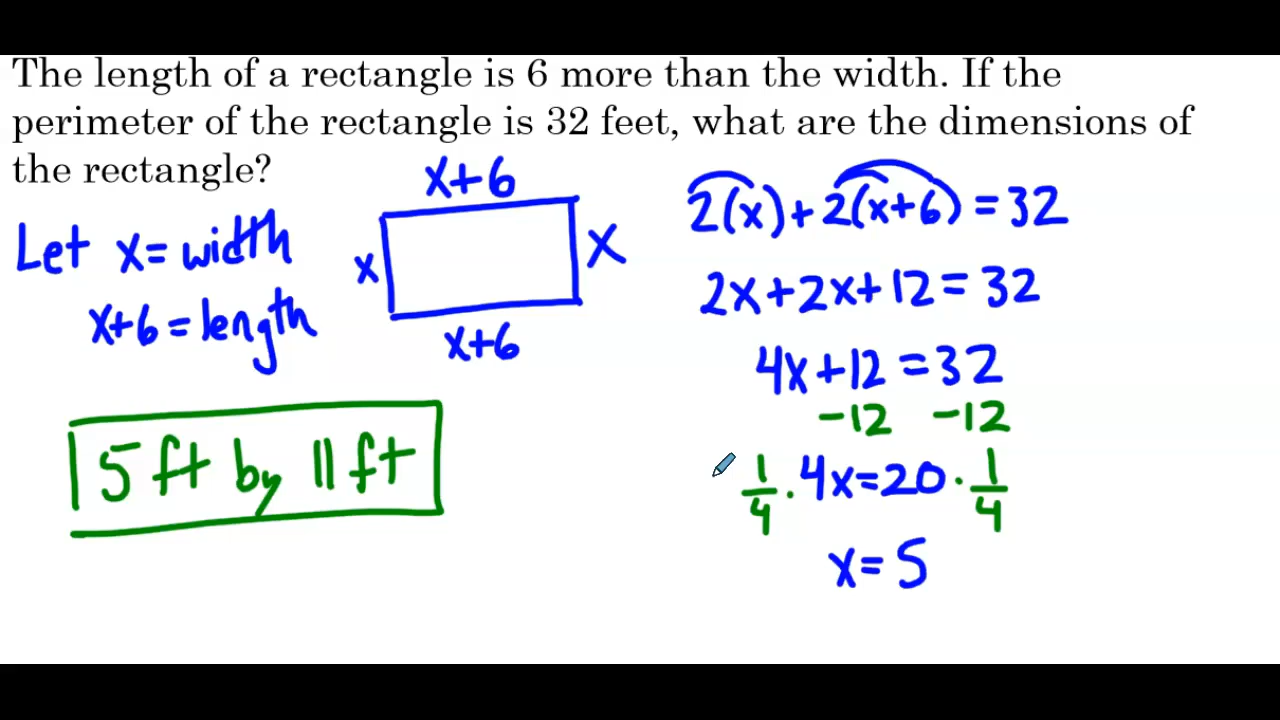 The length of a rectangle is 6 more than the width. If the
perimeter of the rectangle is 32 feet, what are the dimensions of
the rectangle?
Let x = width
x+6 = length
x+6
x
x
x+6
5 ft by 11 ft
2(x) + 2(x+6) = 32
2x + 2x + 12 = 32
4x + 12 = 32
-12 -12
1/4 · 4x = 20 · 1/4
x = 5